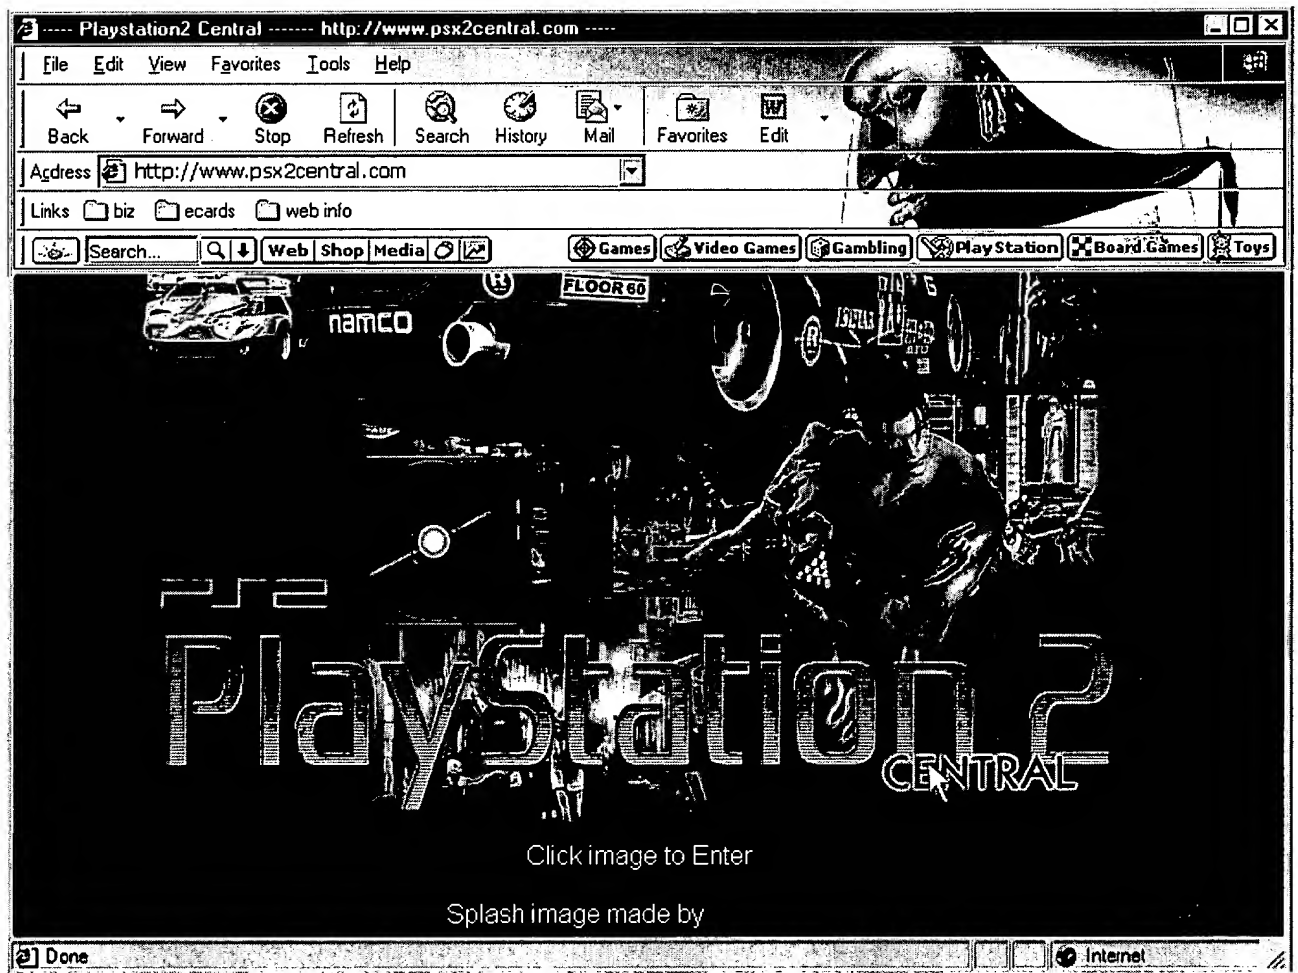 ----- Playstation2 Central ------- http://www.psx2central.com -----
File Edit View Favorites Tools Help
Back Forward Stop Refresh Search History Mail Favorites Edit
Address http://www.psx2central.com
Links biz ecards web info
Search... Web Shop Media Games Video Games Gambling PlayStation Board Games Toys
R FLOOR 60
namco
R
PS2
PlayStation 2
CENTRAL
Click image to Enter
Splash image made by
Done Internet